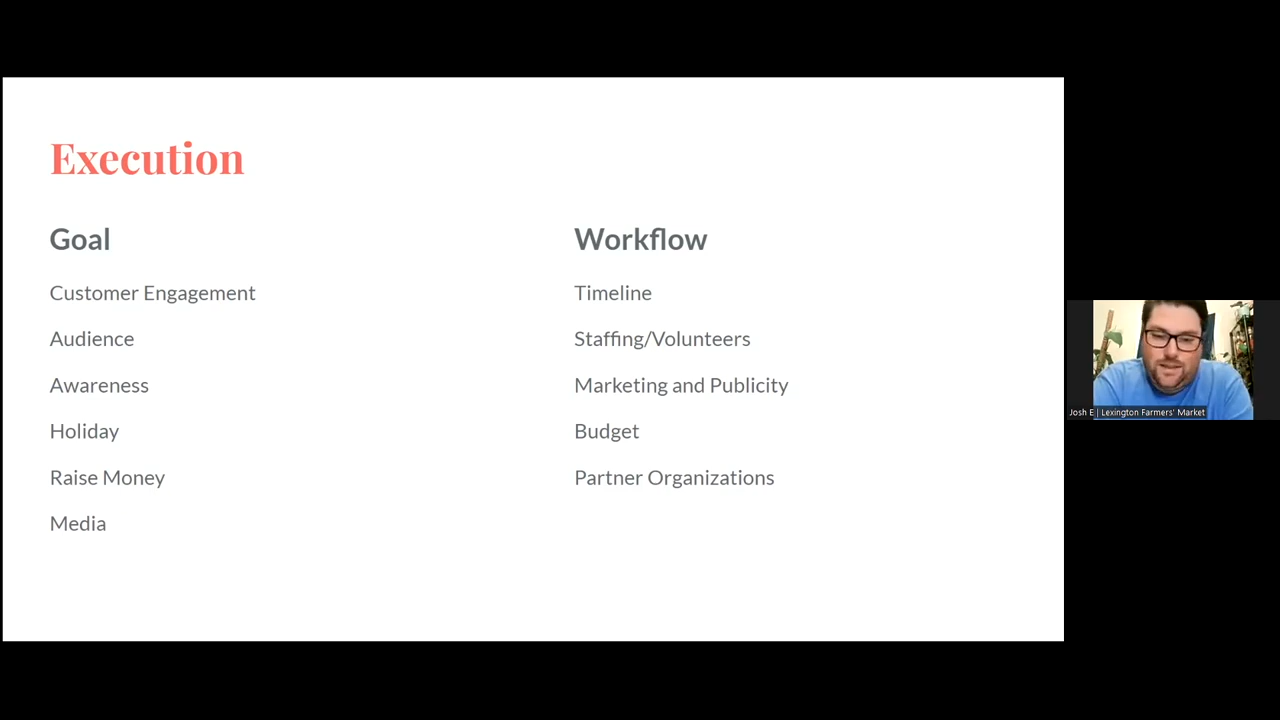 Execution
Goal
Customer Engagement
Audience
Awareness
Holiday
Raise Money
Media
Workflow
Timeline
Staffing/Volunteers
Marketing and Publicity
Budget
Partner Organizations
Josh E | Lexington Farmers' Market